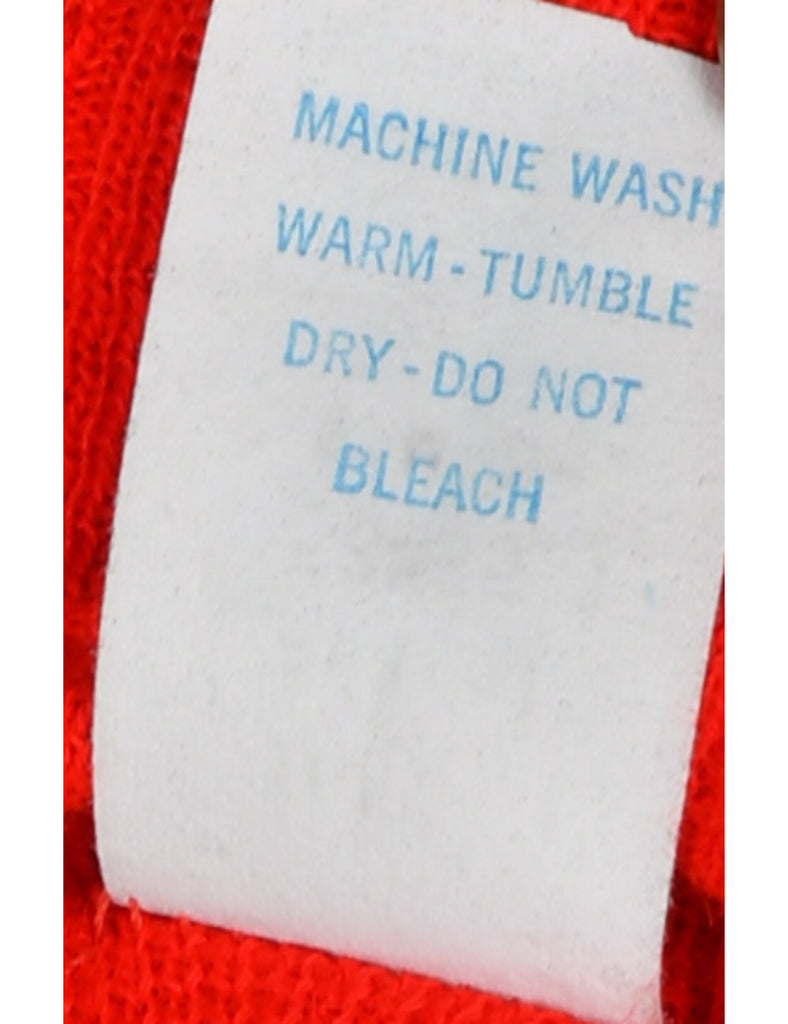 MACHINE WASH
WARM - TUMBLE
DRY - DO NOT
BLEACH